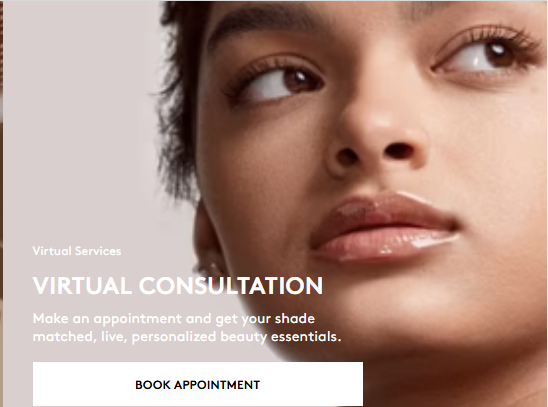 Virtual Services
VIRTUAL CONSULTATION
Make an appointment and get your shade
matched, live, personalized beauty essentials.
BOOK APPOINTMENT